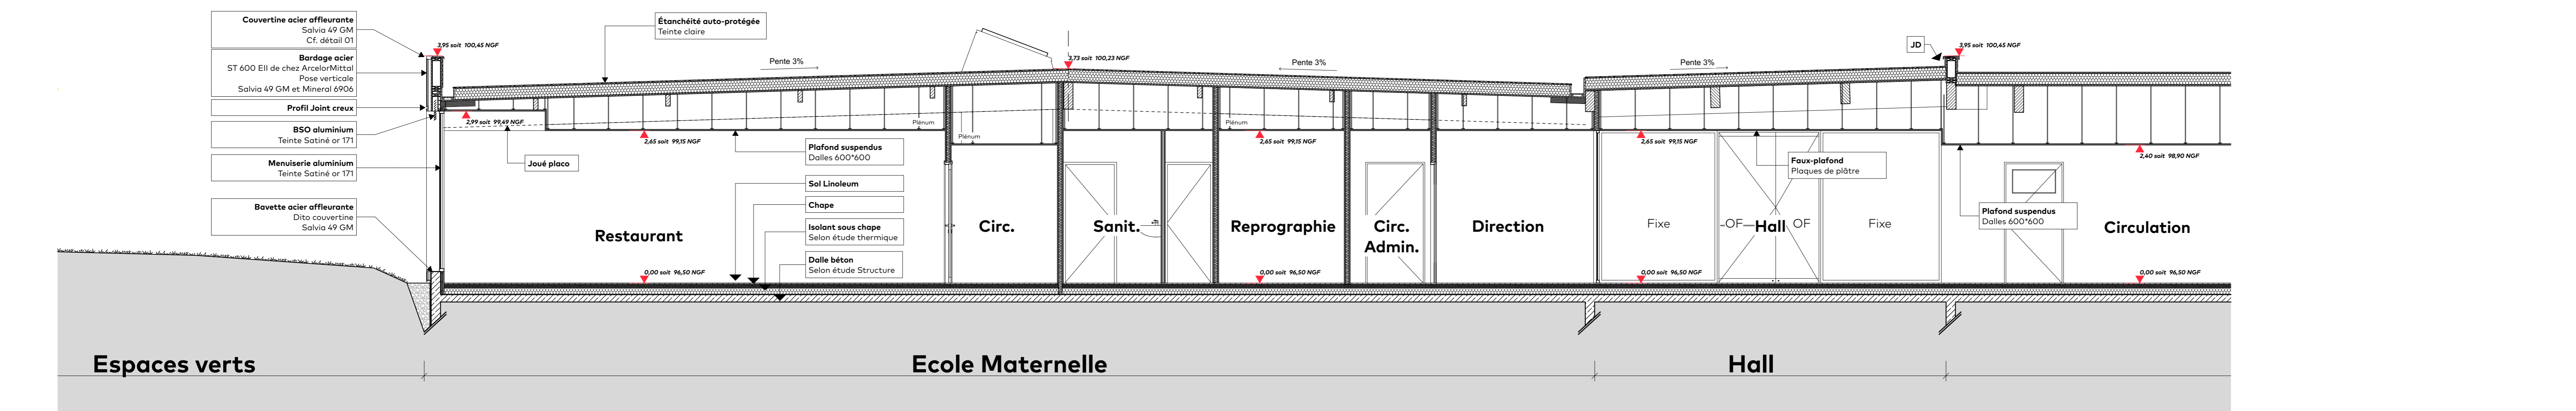 Couvertine acier affleurante
Salvia 49 GM
Cf. détail 01
Bardage acier
ST 600 EII de chez ArcelorMittal
Pose verticale
Salvia 49 GM et Mineral 6906
Profil Joint creux
BSO aluminium
Teinte Satiné or 171
Menuiserie aluminium
Teinte Satiné or 171
Bavette acier affleurante
Dito couvertine
Salvia 49 GM
3,95 soit 100,45 NGF
Étanchéité auto-protégée
Teinte claire
Pente 3%
3,73 soit 100,23 NGF
Pente 3%
Pente 3%
JD
3,95 soit 100,45 NGF
2,99 soit 99,49 NGF
Plénum
Plénum
Plénum
2,65 soit 99,15 NGF
2,65 soit 99,15 NGF
2,65 soit 99,15 NGF
2,40 soit 98,90 NGF
Joué placo
Plafond suspendus
Dalles 600*600
Sol Linoleum
Chape
Isolant sous chape
Selon étude thermique
Dalle béton
Selon étude Structure
Faux-plafond
Plaques de plâtre
Plafond suspendus
Dalles 600*600
Restaurant
Circ.
Sanit.
Reprographie
Circ.
Admin.
Direction
Fixe
OF
Hall
OF
Fixe
Circulation
0,00 soit 96,50 NGF
0,00 soit 96,50 NGF
0,00 soit 96,50 NGF
0,00 soit 96,50 NGF
Espaces verts
Ecole Maternelle
Hall